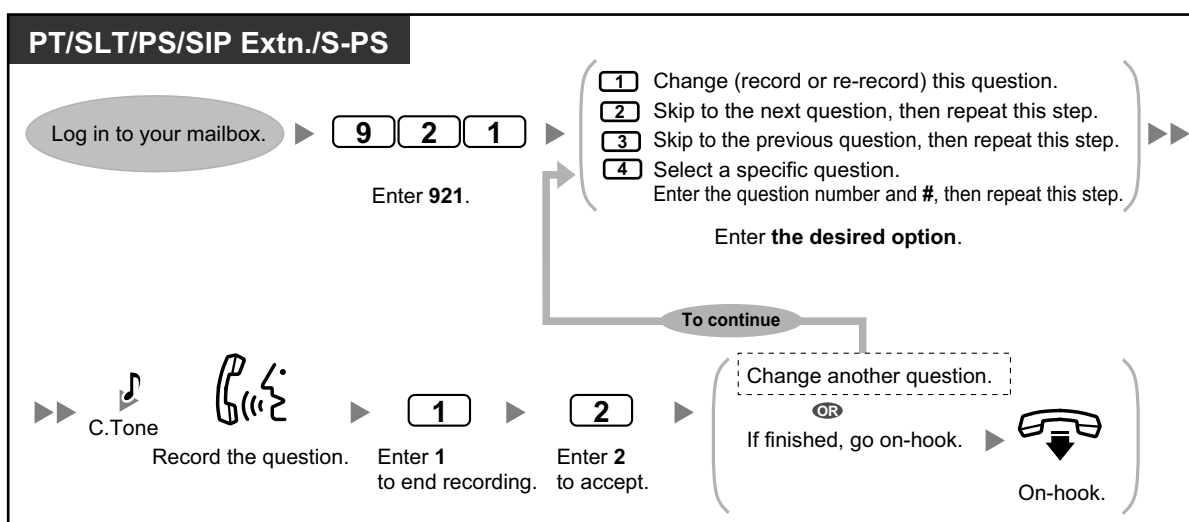 PT/SLT/PS/SIP Extn./S-PS
Log in to your mailbox.
9 2 1
Enter 921.
1 Change (record or re-record) this question.
2 Skip to the next question, then repeat this step.
3 Skip to the previous question, then repeat this step.
4 Select a specific question.
Enter the question number and #, then repeat this step.
Enter the desired option.
To continue
C.Tone
Record the question.
1
Enter 1
to end recording.
2
Enter 2
to accept.
Change another question.
OR
If finished, go on-hook.
On-hook.